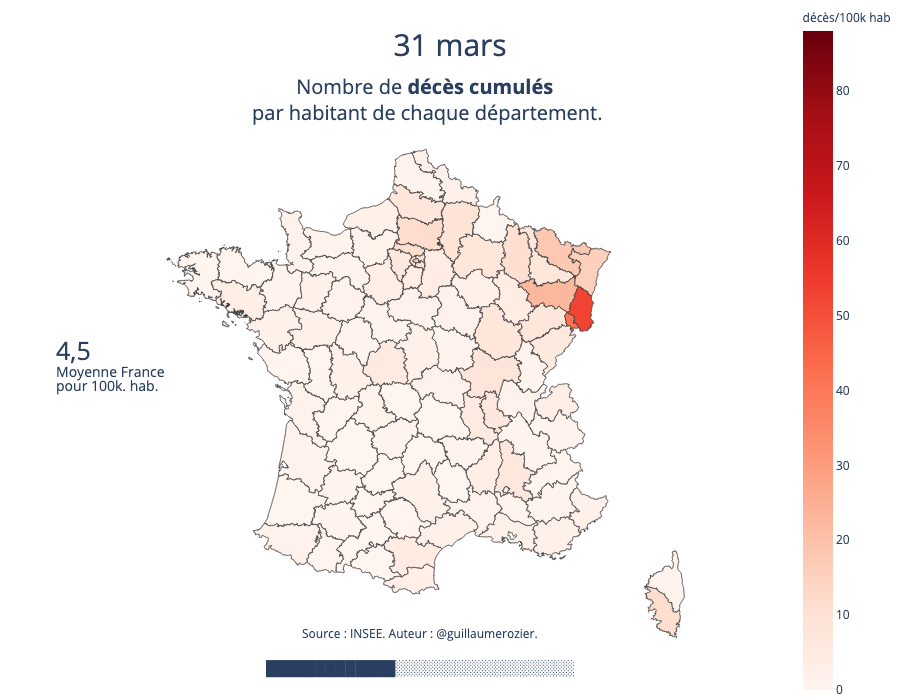 décès/100k hab
31 mars
Nombre de décès cumulés
par habitant de chaque département.
80
70
60
50
40
30
20
10
0
4,5
Moyenne France
pour 100k. hab.
Source : INSEE. Auteur : @guillaumerozier.